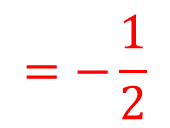 = − 1/2